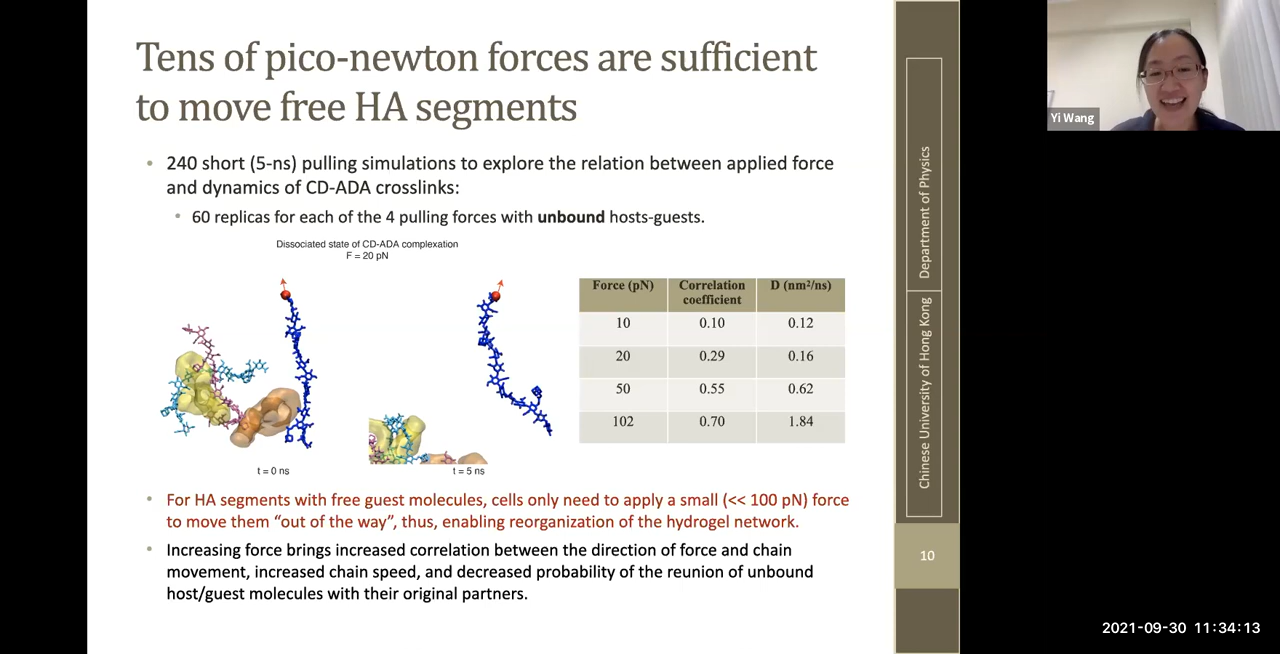 Tens of pico-newton forces are sufficient
to move free HA segments
• 240 short (5-ns) pulling simulations to explore the relation between applied force
and dynamics of CD-ADA crosslinks:
• 60 replicas for each of the 4 pulling forces with unbound hosts-guests.
Dissociated state of CD-ADA complexation
F = 20 pN
t = 0 ns
t = 5 ns
Force (pN) Correlation coefficient D (nm²/ns)
10 0.10 0.12
20 0.29 0.16
50 0.55 0.62
102 0.70 1.84
• For HA segments with free guest molecules, cells only need to apply a small (<< 100 pN) force
to move them “out of the way”, thus, enabling reorganization of the hydrogel network.
• Increasing force brings increased correlation between the direction of force and chain
movement, increased chain speed, and decreased probability of the reunion of unbound
host/guest molecules with their original partners.
Department of Physics
Chinese University of Hong Kong
10
Yi Wang
2021-09-30 11:34:13